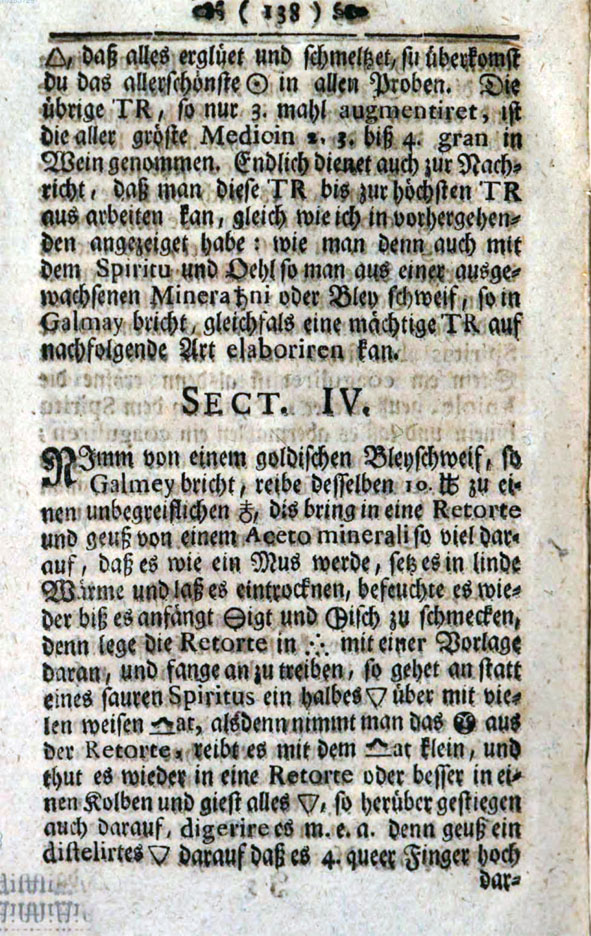 ( 138 )
🜂, daß alles erglüet und schmeltzet, so überkomst
du das allerschönste ☉ in allen Proben. Die
übrige TR, so nur 3. mahl augmentiret, ist
die aller gröste Medicin 2. 3. biß 4. gran in
Wein genommen. Endlich dienet auch zur Nach-
richt, daß man diese TR bis zur höchsten TR
aus arbeiten kan, gleich wie ich in vorhergehen-
den angezeiget habe: wie man denn auch mit
dem Spiritu und Oehl so man aus einer ausge-
wachsenen Minera ♄ni oder Bley schweif, so in
Galmay bricht, gleichfals eine mächtige TR auf
nachfolgende Art elaboriren kan.
SECT. IV.
NImm von einem goldischen Bleyschweif, so
Galmey bricht, reibe desselben 10. ℔ zu ei-
nen unbegreiflichen, dis bring in eine Retorte
und geuß von einem Aceto minerali so viel dar-
auf, daß es wie ein Mus werde, setz es in linde
Wärme und laß es eintrocknen, befeuchte es wie-
der biß es anfängt 🜔igt und 🜕isch zu schmecken,
denn lege die Retorte in ∴ mit einer Vorlage
daran, und fange an zu treiben, so gehet an statt
eines sauren Spiritus ein halbes ▽ über mit vie-
len weisen at, alsdenn nimmt man das aus
der Retorte, reibt es mit dem at klein, und
thut es wieder in eine Retorte oder besser in ei-
nen Kolben und giest alles, so herüber gestiegen
auch darauf, digerire es m. e. a. denn geuß ein
distelirtes ▽ darauf daß es 4. queer Finger hoch
dar-